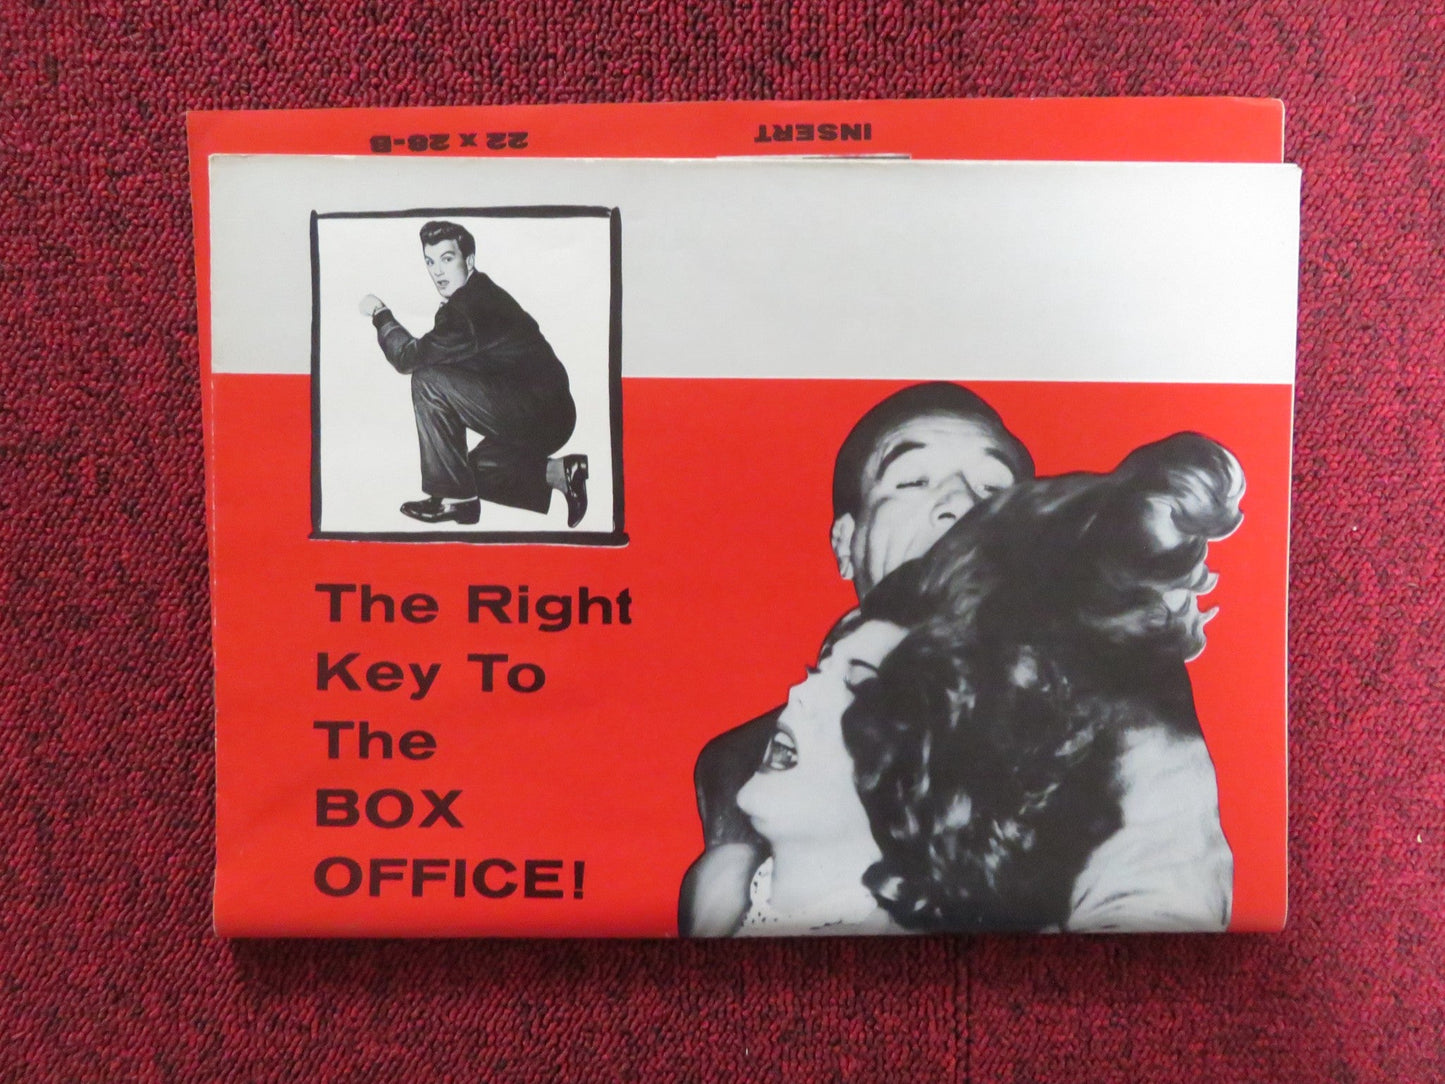 22 x 28-B INSERT
The Right
Key To
The
BOX
OFFICE!